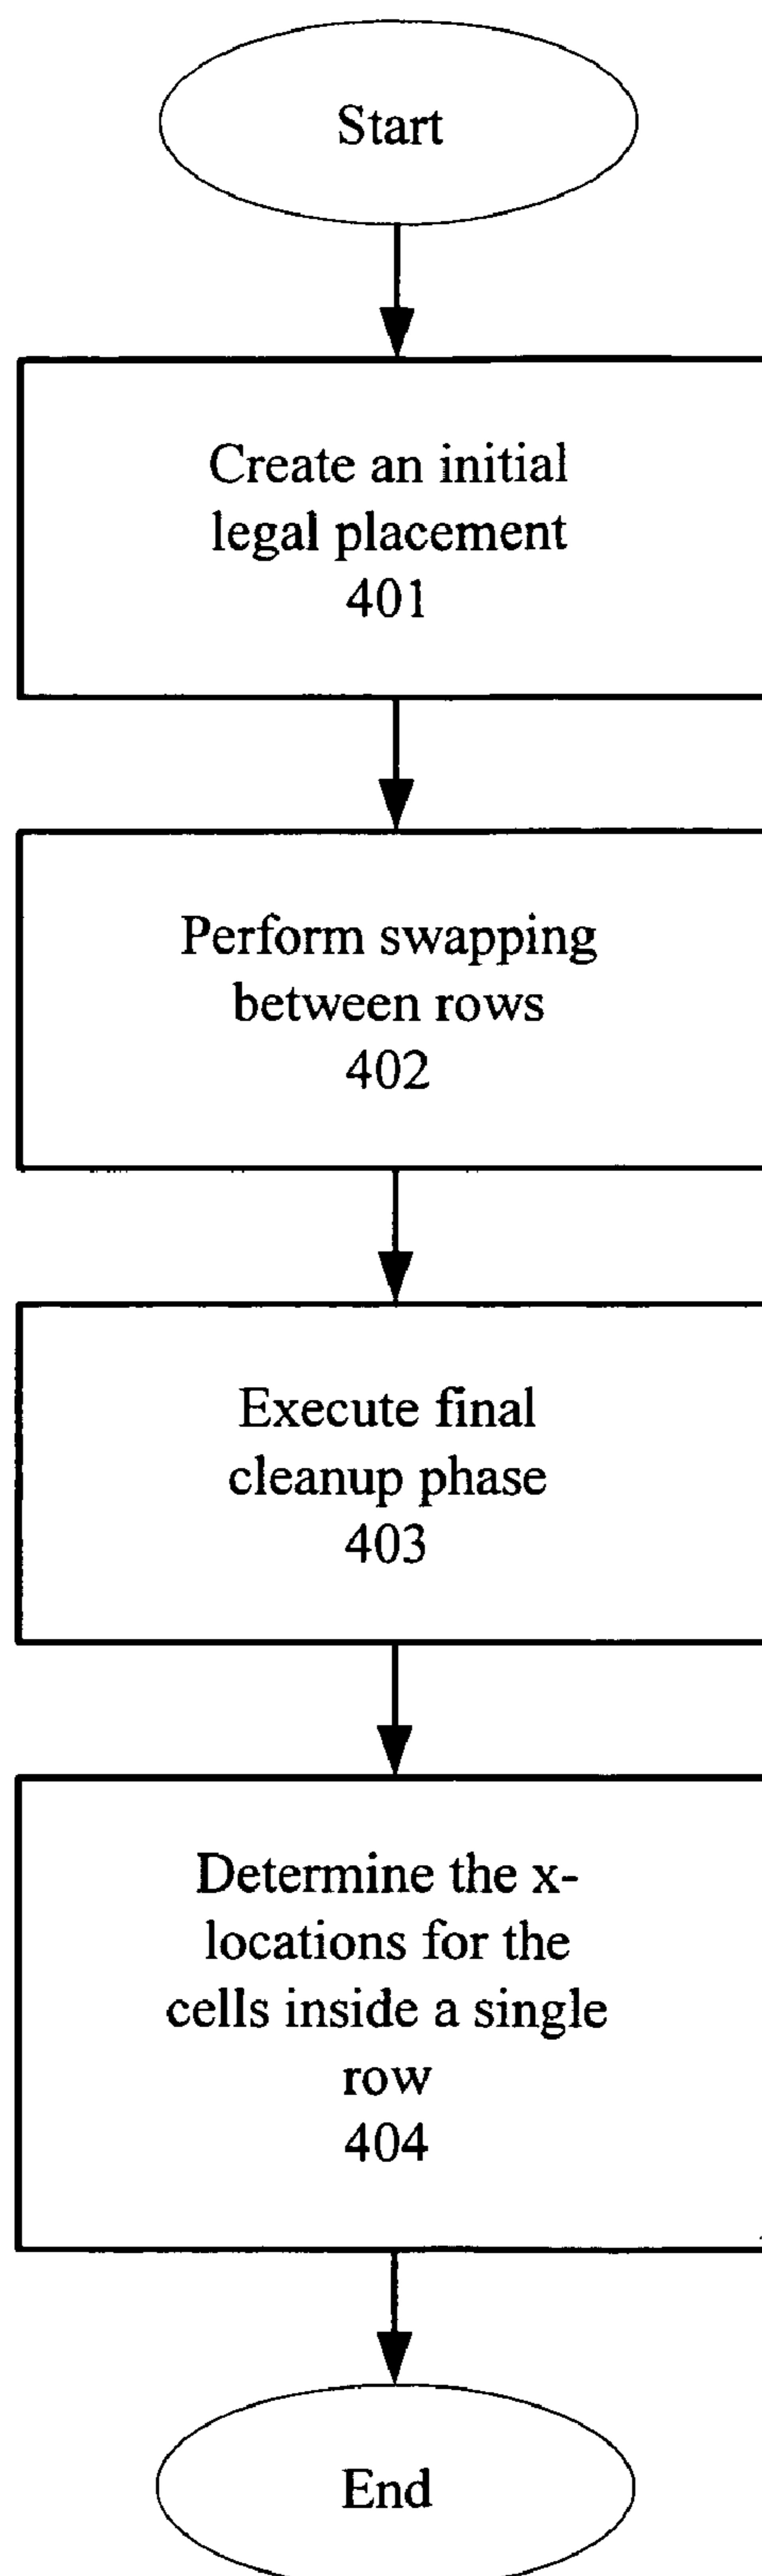 Start
Create an initial
legal placement
401
Perform swapping
between rows
402
Execute final
cleanup phase
403
Determine the x-
locations for the
cells inside a single
row
404
End